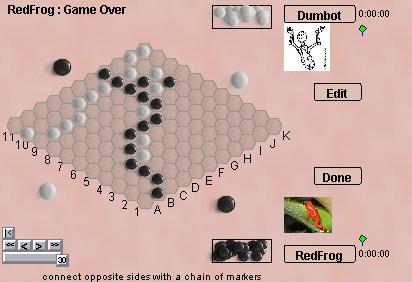 RedFrog : Game Over
Dumbot 0:00:00
Edit
11 10 9 8 7 6 5 4 3 2 1
A B C D E F G H I J K
Done
|<
<< < > >>
30
RedFrog 0:00:00
connect opposite sides with a chain of markers